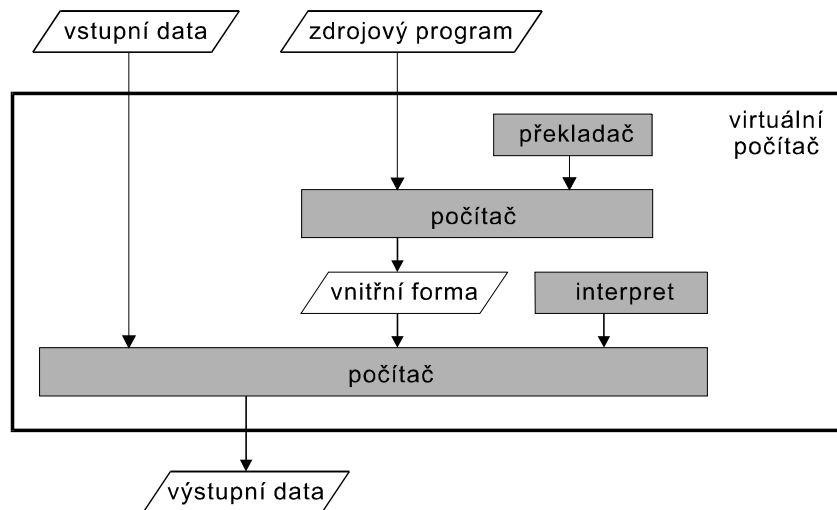 vstupní data
zdrojový program
překladač
virtuální
počítač
počítač
vnitřní forma
interpret
počítač
výstupní data